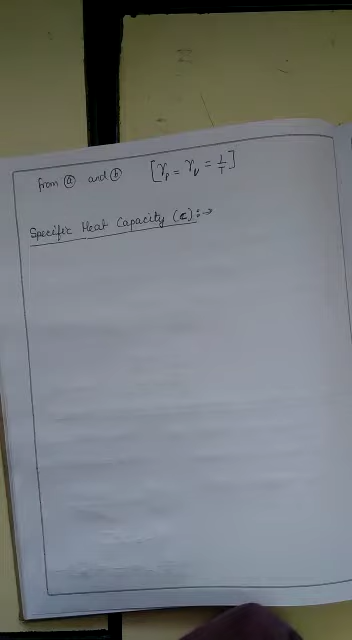 from ⓐ and ⓑ [γp = γv = 1/T]
Specific Heat Capacity (c):→